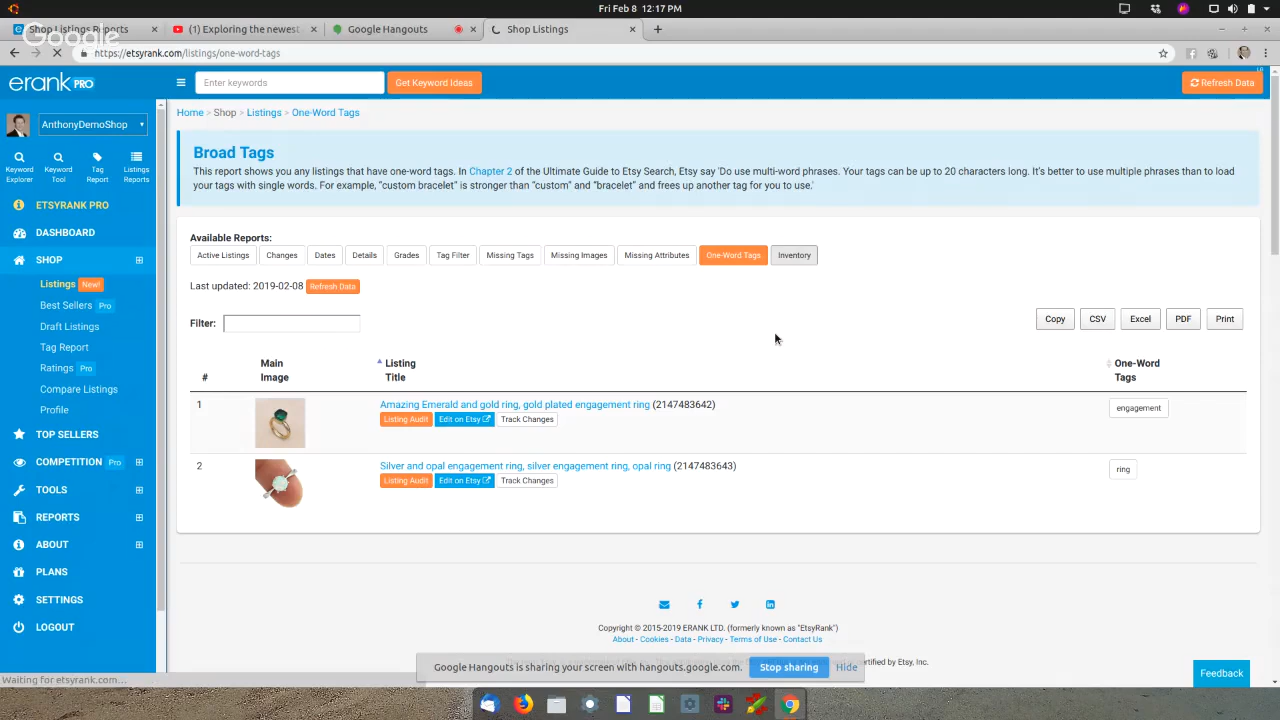 Fri Feb 8 12:17 PM
Shop Listings Reports
(1) Exploring the newest
Google Hangouts
Shop Listings
Google
https://etsyrank.com/listings/one-word-tags
erank PRO
Enter keywords
Get Keyword Ideas
Refresh Data
AnthonyDemoShop
Keyword Explorer
Keyword Tool
Tag Report
Listings Reports
ETSYRANK PRO
DASHBOARD
SHOP
Listings New!
Best Sellers Pro
Draft Listings
Tag Report
Ratings Pro
Compare Listings
Profile
TOP SELLERS
COMPETITION Pro
TOOLS
REPORTS
ABOUT
PLANS
SETTINGS
LOGOUT
Home > Shop > Listings > One-Word Tags
Broad Tags
This report shows you any listings that have one-word tags. In Chapter 2 of the Ultimate Guide to Etsy Search, Etsy say 'Do use multi-word phrases. Your tags can be up to 20 characters long. It's better to use multiple phrases than to load
your tags with single words. For example, "custom bracelet" is stronger than "custom" and "bracelet" and frees up another tag for you to use.'
Available Reports:
Active Listings Changes Dates Details Grades Tag Filter Missing Tags Missing Images Missing Attributes One-Word Tags Inventory
Last updated: 2019-02-08 Refresh Data
Filter:
Copy CSV Excel PDF Print
# Main Image Listing Title One-Word Tags
1 Amazing Emerald and gold ring, gold plated engagement ring (2147483642) engagement
Listing Audit Edit on Etsy Track Changes
2 Silver and opal engagement ring, silver engagement ring, opal ring (2147483643) ring
Listing Audit Edit on Etsy Track Changes
Copyright © 2015-2019 ERANK LTD. (formerly known as "EtsyRank")
About - Cookies - Data - Privacy - Terms of Use - Contact Us
Google Hangouts is sharing your screen with hangouts.google.com. Stop sharing Hide
ertified by Etsy, Inc.
Feedback
Waiting for etsyrank.com...